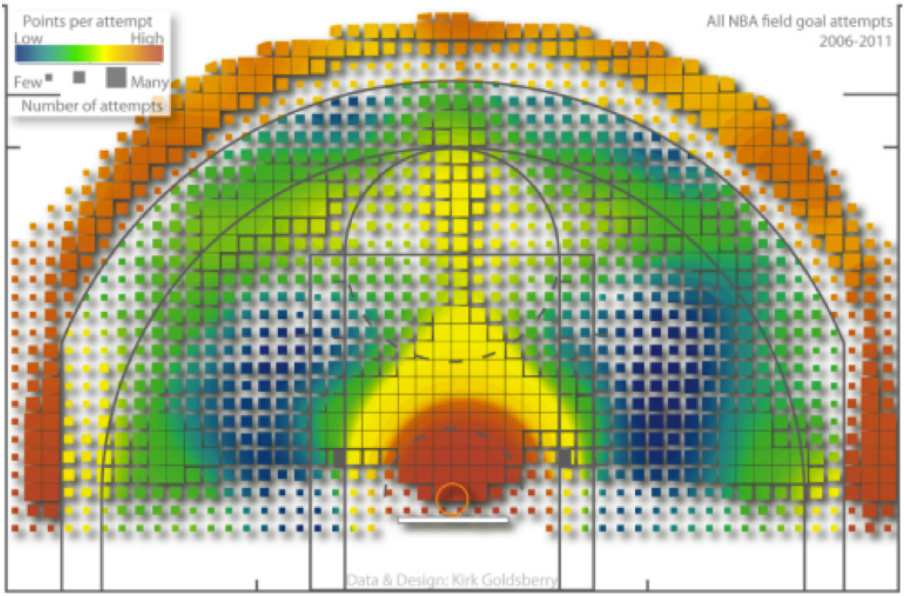 Points per attempt
Low High
Few Many
Number of attempts
All NBA field goal attempts
2006-2011
Data & Design: Kirk Goldsberry